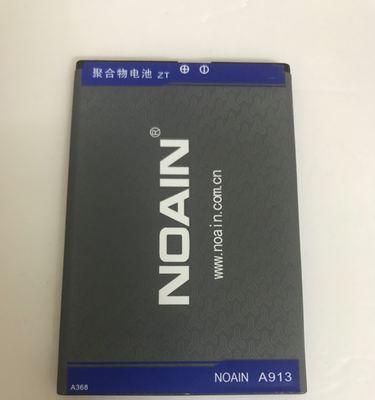 聚合物电池 ZT ⊕ ⊖
NOAIN®
www.noain.com.cn
NOAIN A913
A368